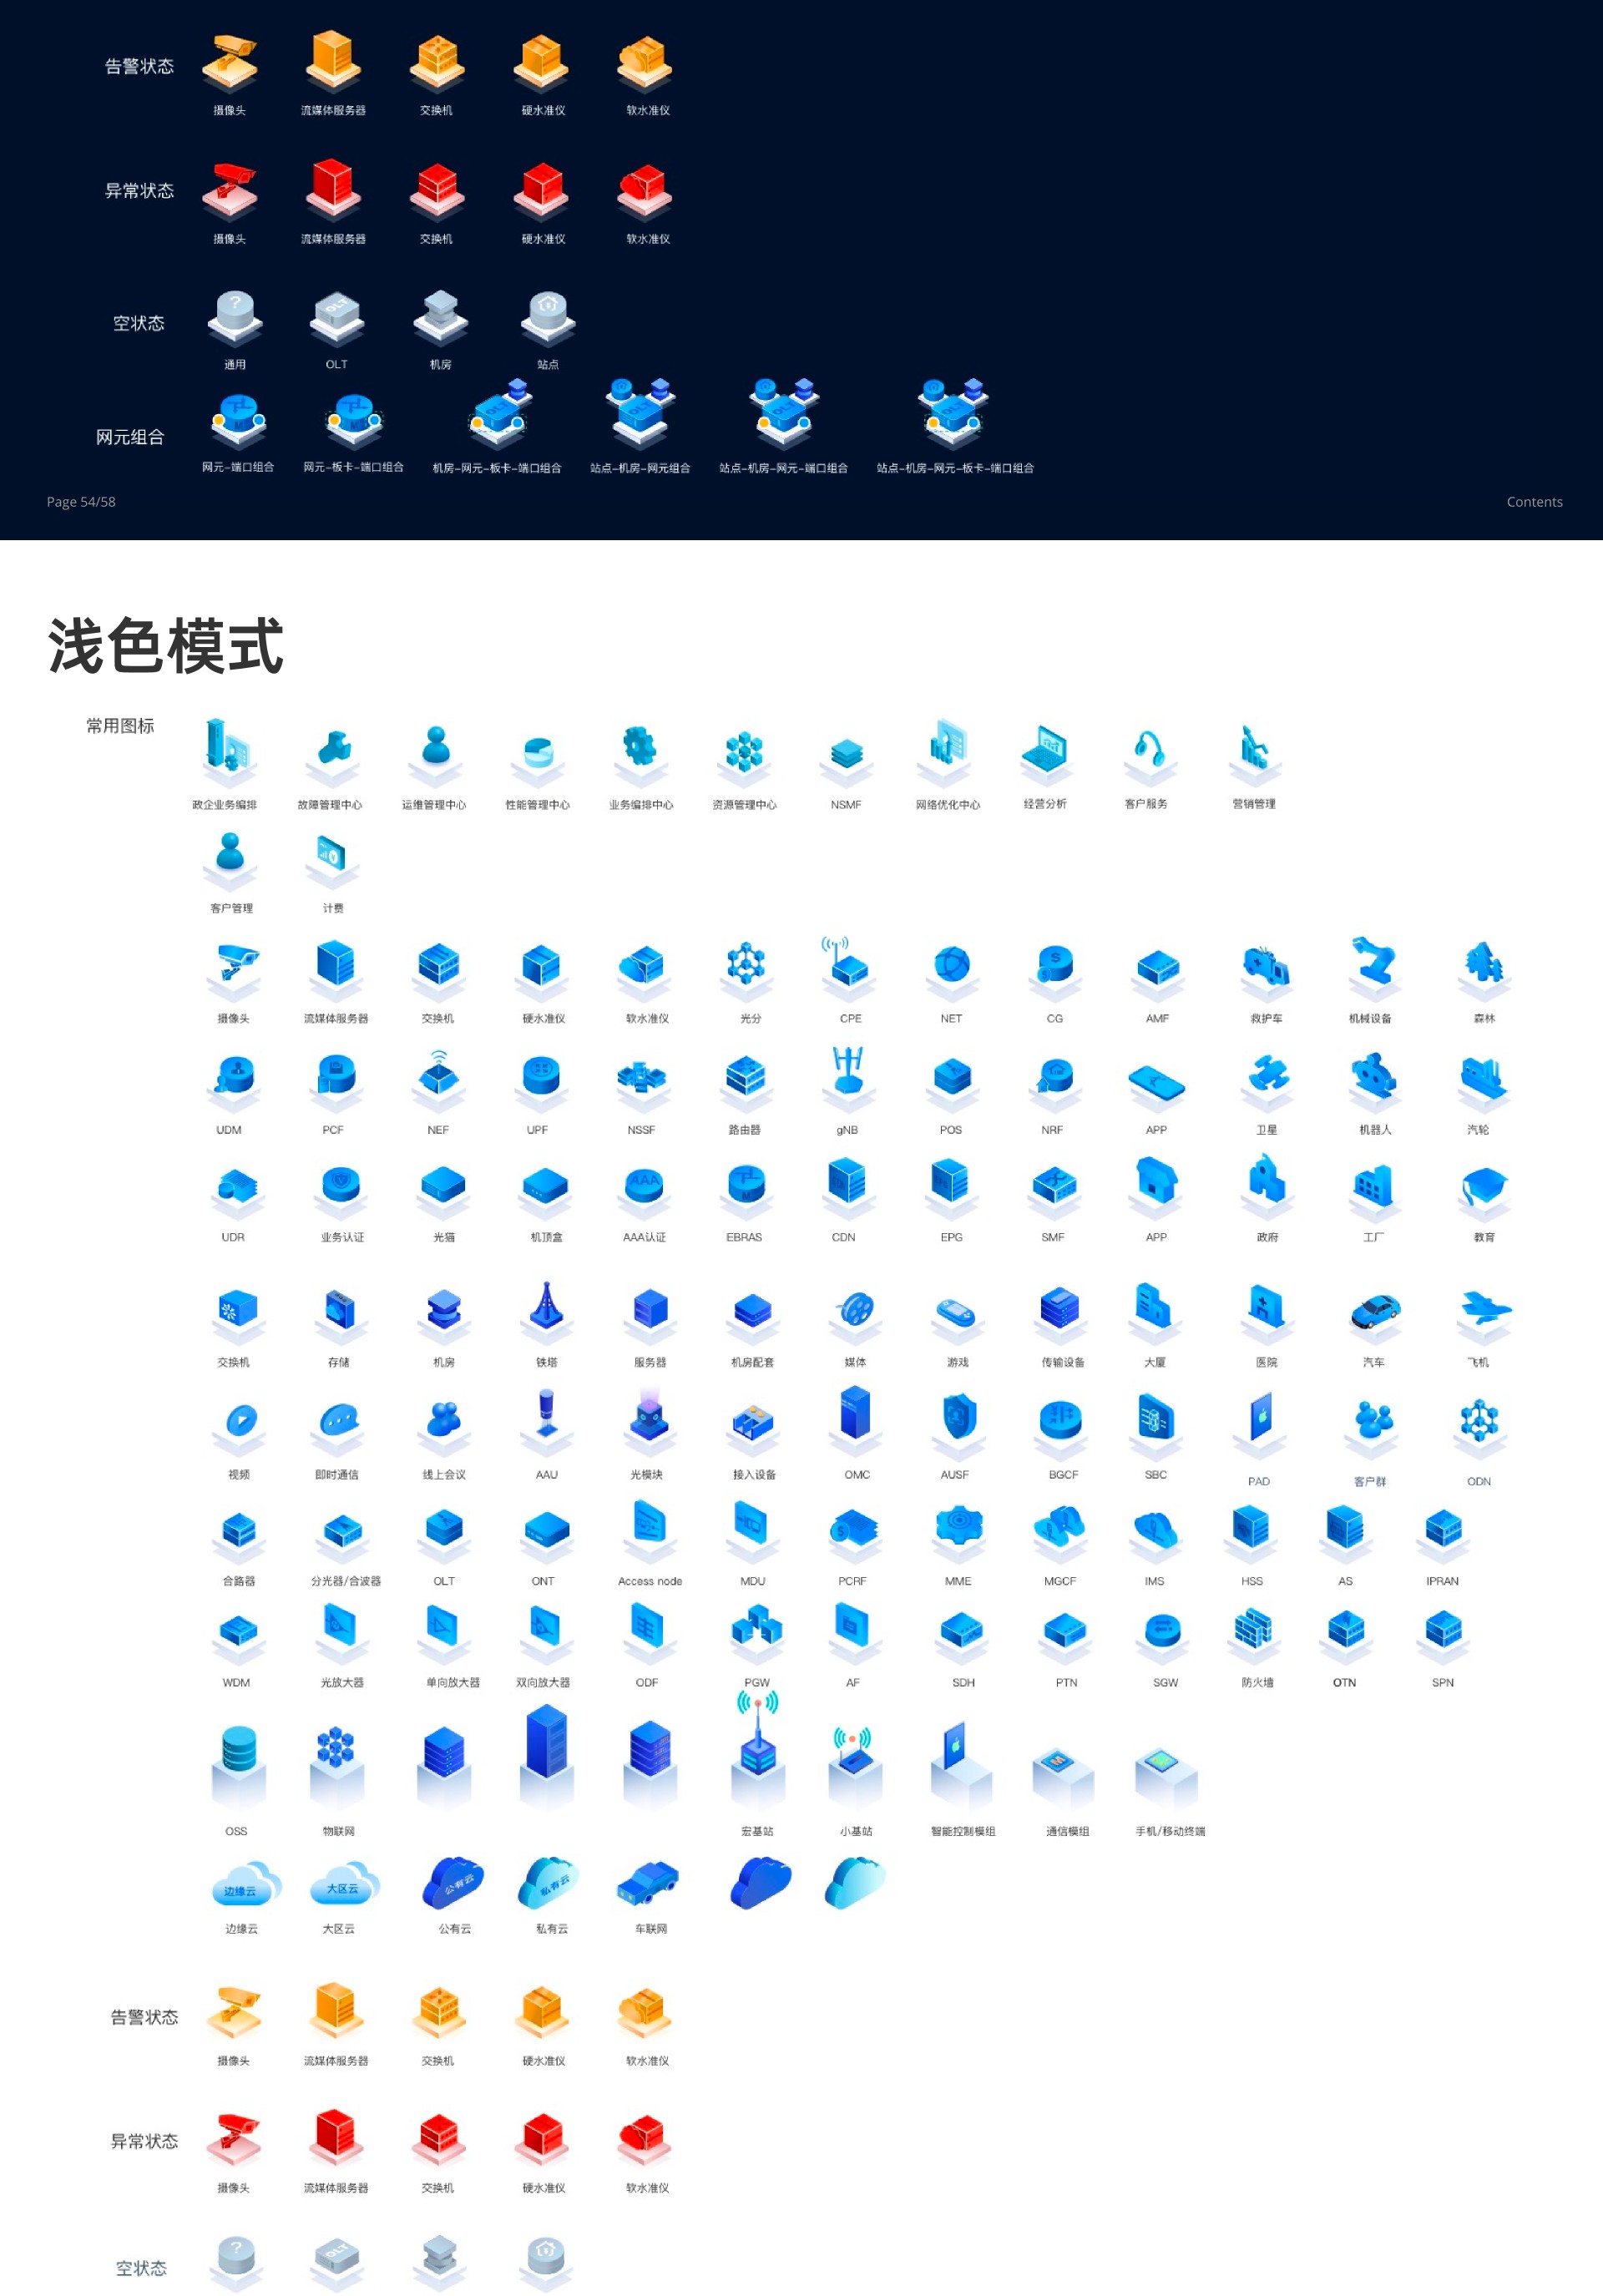 告警状态
摄像头 流媒体服务器 交换机 硬水准仪 软水准仪
异常状态
摄像头 流媒体服务器 交换机 硬水准仪 软水准仪
空状态
? OLT
通用 OLT 机房 站点
网元组合
网元-端口组合 网元-板卡-端口组合 机房-网元-板卡-端口组合 站点-机房-网元组合 站点-机房-网元-端口组合 站点-机房-网元-板卡-端口组合
Page 54/58 Contents
浅色模式
常用图标
政企业务编排 故障管理中心 运维管理中心 性能管理中心 业务编排中心 资源管理中心 NSMF 网络优化中心 经营分析 客户服务 营销管理
客户管理 计费
摄像头 流媒体服务器 交换机 硬水准仪 软水准仪 光分 CPE NET CG AMF 救护车 机械设备 森林
UDM PCF NEF UPF NSSF 路由器 gNB POS NRF APP 卫星 机器人 汽轮
AAA
UDR 业务认证 光猫 机顶盒 AAA认证 EBRAS CDN EPG SMF APP 政府 工厂 教育
交换机 存储 机房 铁塔 服务器 机房配套 媒体 游戏 传输设备 大厦 医院 汽车 飞机
视频 即时通信 线上会议 AAU 光模块 接入设备 OMC AUSF BGCF SBC PAD 客户群 ODN
合路器 分光器/合波器 OLT ONT Access node MDU PCRF MME MGCF IMS HSS AS IPRAN
WDM 光放大器 单向放大器 双向放大器 ODF PGW AF SDH PTN SGW 防火墙 OTN SPN
OSS 物联网 宏基站 小基站 智能控制模组 通信模组 手机/移动终端
边缘云 大区云 公有云 私有云
边缘云 大区云 公有云 私有云 车联网
告警状态
摄像头 流媒体服务器 交换机 硬水准仪 软水准仪
异常状态
摄像头 流媒体服务器 交换机 硬水准仪 软水准仪
空状态
? OLT